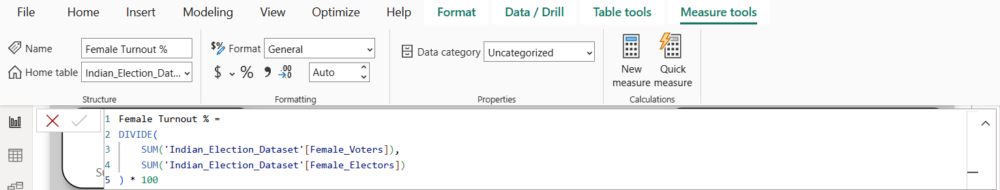 File Home Insert Modeling View Optimize Help Format Data / Drill Table tools Measure tools
Name Female Turnout % $% Format General Data category Uncategorized New measure Quick measure
Home table Indian_Election_Dat... $ % , .00 →.0 Auto
Structure Formatting Properties Calculations
1 Female Turnout % =
2 DIVIDE(
3 SUM('Indian_Election_Dataset'[Female_Voters]),
4 SUM('Indian_Election_Dataset'[Female_Electors])
5 ) * 100